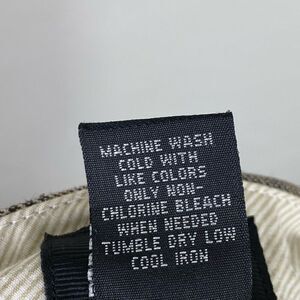 MACHINE WASH
COLD WITH
LIKE COLORS
ONLY NON-
CHLORINE BLEACH
WHEN NEEDED
TUMBLE DRY LOW
COOL IRON